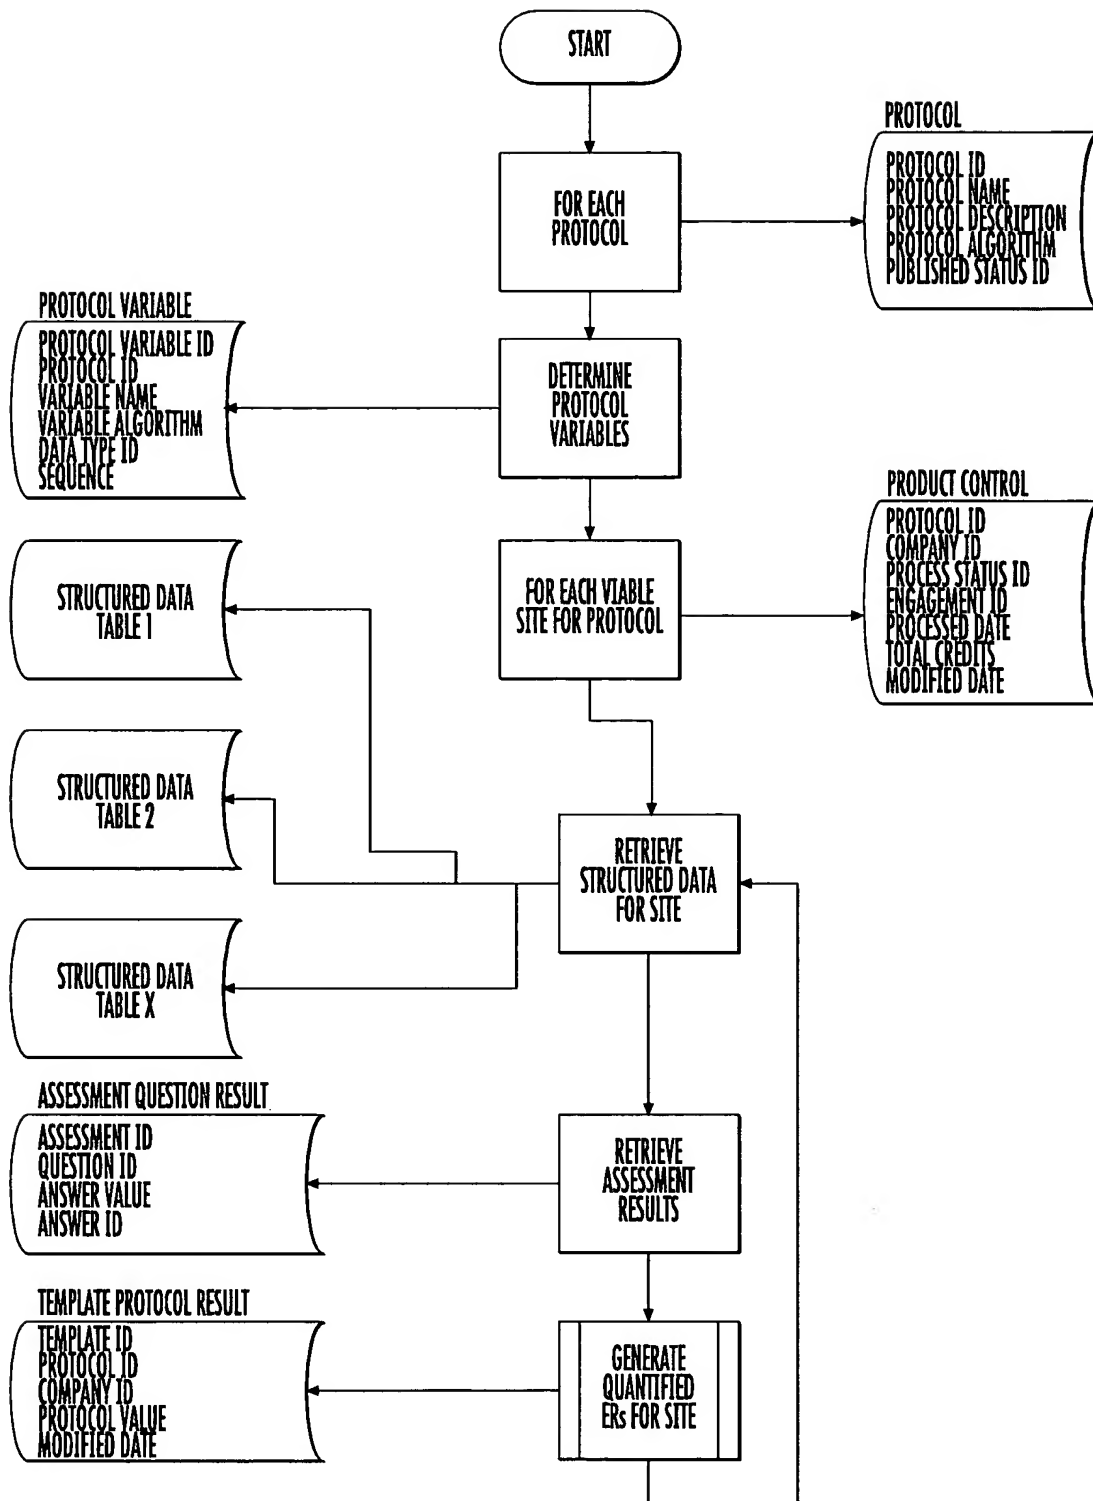 START
FOR EACH
PROTOCOL
PROTOCOL
PROTOCOL ID
PROTOCOL NAME
PROTOCOL DESCRIPTION
PROTOCOL ALGORITHM
PUBLISHED STATUS ID
PROTOCOL VARIABLE
PROTOCOL VARIABLE ID
PROTOCOL ID
VARIABLE NAME
VARIABLE ALGORITHM
DATA TYPE ID
SEQUENCE
DETERMINE
PROTOCOL
VARIABLES
PRODUCT CONTROL
PROTOCOL ID
COMPANY ID
PROCESS STATUS ID
ENGAGEMENT ID
PROCESSED DATE
TOTAL CREDITS
MODIFIED DATE
FOR EACH VIABLE
SITE FOR PROTOCOL
STRUCTURED DATA
TABLE 1
STRUCTURED DATA
TABLE 2
RETRIEVE
STRUCTURED DATA
FOR SITE
STRUCTURED DATA
TABLE X
ASSESSMENT QUESTION RESULT
ASSESSMENT ID
QUESTION ID
ANSWER VALUE
ANSWER ID
RETRIEVE
ASSESSMENT
RESULTS
TEMPLATE PROTOCOL RESULT
TEMPLATE ID
PROTOCOL ID
COMPANY ID
PROTOCOL VALUE
MODIFIED DATE
GENERATE
QUANTIFIED
ERs FOR SITE